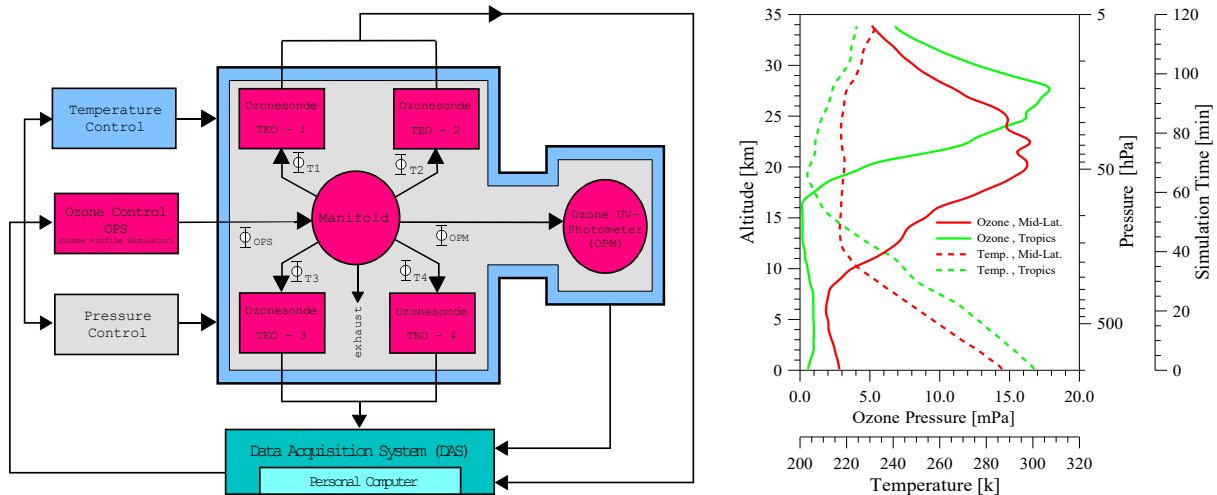 Temperature
Control
Ozone Control
OPS
(Ozone Profile Simulator)
Pressure
Control
Ozonesonde
TEO - 1
Ozonesonde
TEO - 2
Φ T1
Φ T2
Manifold
Φ OPS
Φ OPM
Ozone UV-
Photometer
(OPM)
Φ T3
Φ T4
Ozonesonde
TEO - 3
exhaust
Ozonesonde
TEO - 4
Data Acquisition System (DAS)
Personal Computer
Altitude [km]
35
30
25
20
15
10
5
0
0.0
5.0
10.0
15.0
20.0
Ozone Pressure [mPa]
200
220
240
260
280
300
320
Temperature [k]
Ozone , Mid-Lat.
Ozone , Tropics
Temp. , Mid-Lat.
Temp. , Tropics
5
50
500
Pressure [hPa]
120
100
80
60
40
20
0
Simulation Time [min]